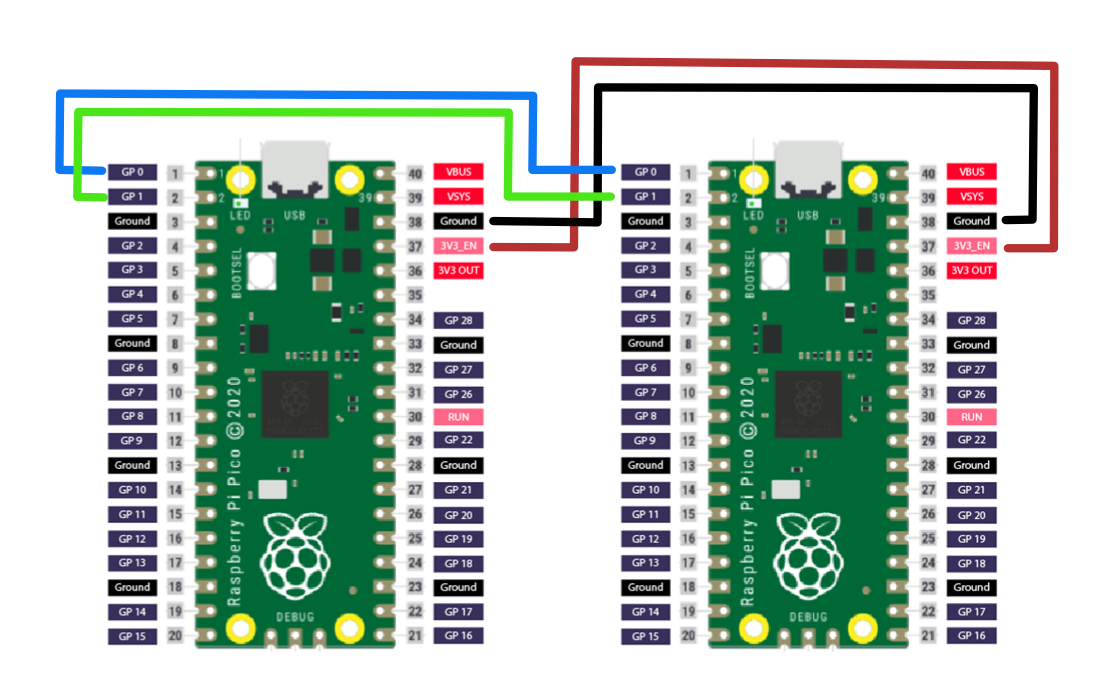 GP 0 1 1 40 VBUS
GP 1 2 2 39 39 VSYS
LED USB
Ground 3 38 Ground
GP 2 4 37 3V3_EN
GP 3 5 36 3V3 OUT
BOOTSEL
GP 4 6 35
GP 5 7 34 GP 28
Ground 8 33 Ground
GP 6 9 32 GP 27
GP 7 10 31 GP 26
GP 8 11 30 RUN
GP 9 12 29 GP 22
Ground 13 28 Ground
GP 10 14 27 GP 21
GP 11 15 26 GP 20
GP 12 16 25 GP 19
GP 13 17 24 GP 18
Ground 18 23 Ground
GP 14 19 22 GP 17
GP 15 20 21 GP 16
Raspberry Pi Pico © 2020
DEBUG
GP 0 1 1 40 VBUS
GP 1 2 2 39 39 VSYS
LED USB
Ground 3 38 Ground
GP 2 4 37 3V3_EN
GP 3 5 36 3V3 OUT
BOOTSEL
GP 4 6 35
GP 5 7 34 GP 28
Ground 8 33 Ground
GP 6 9 32 GP 27
GP 7 10 31 GP 26
GP 8 11 30 RUN
GP 9 12 29 GP 22
Ground 13 28 Ground
GP 10 14 27 GP 21
GP 11 15 26 GP 20
GP 12 16 25 GP 19
GP 13 17 24 GP 18
Ground 18 23 Ground
GP 14 19 22 GP 17
GP 15 20 21 GP 16
Raspberry Pi Pico © 2020
DEBUG